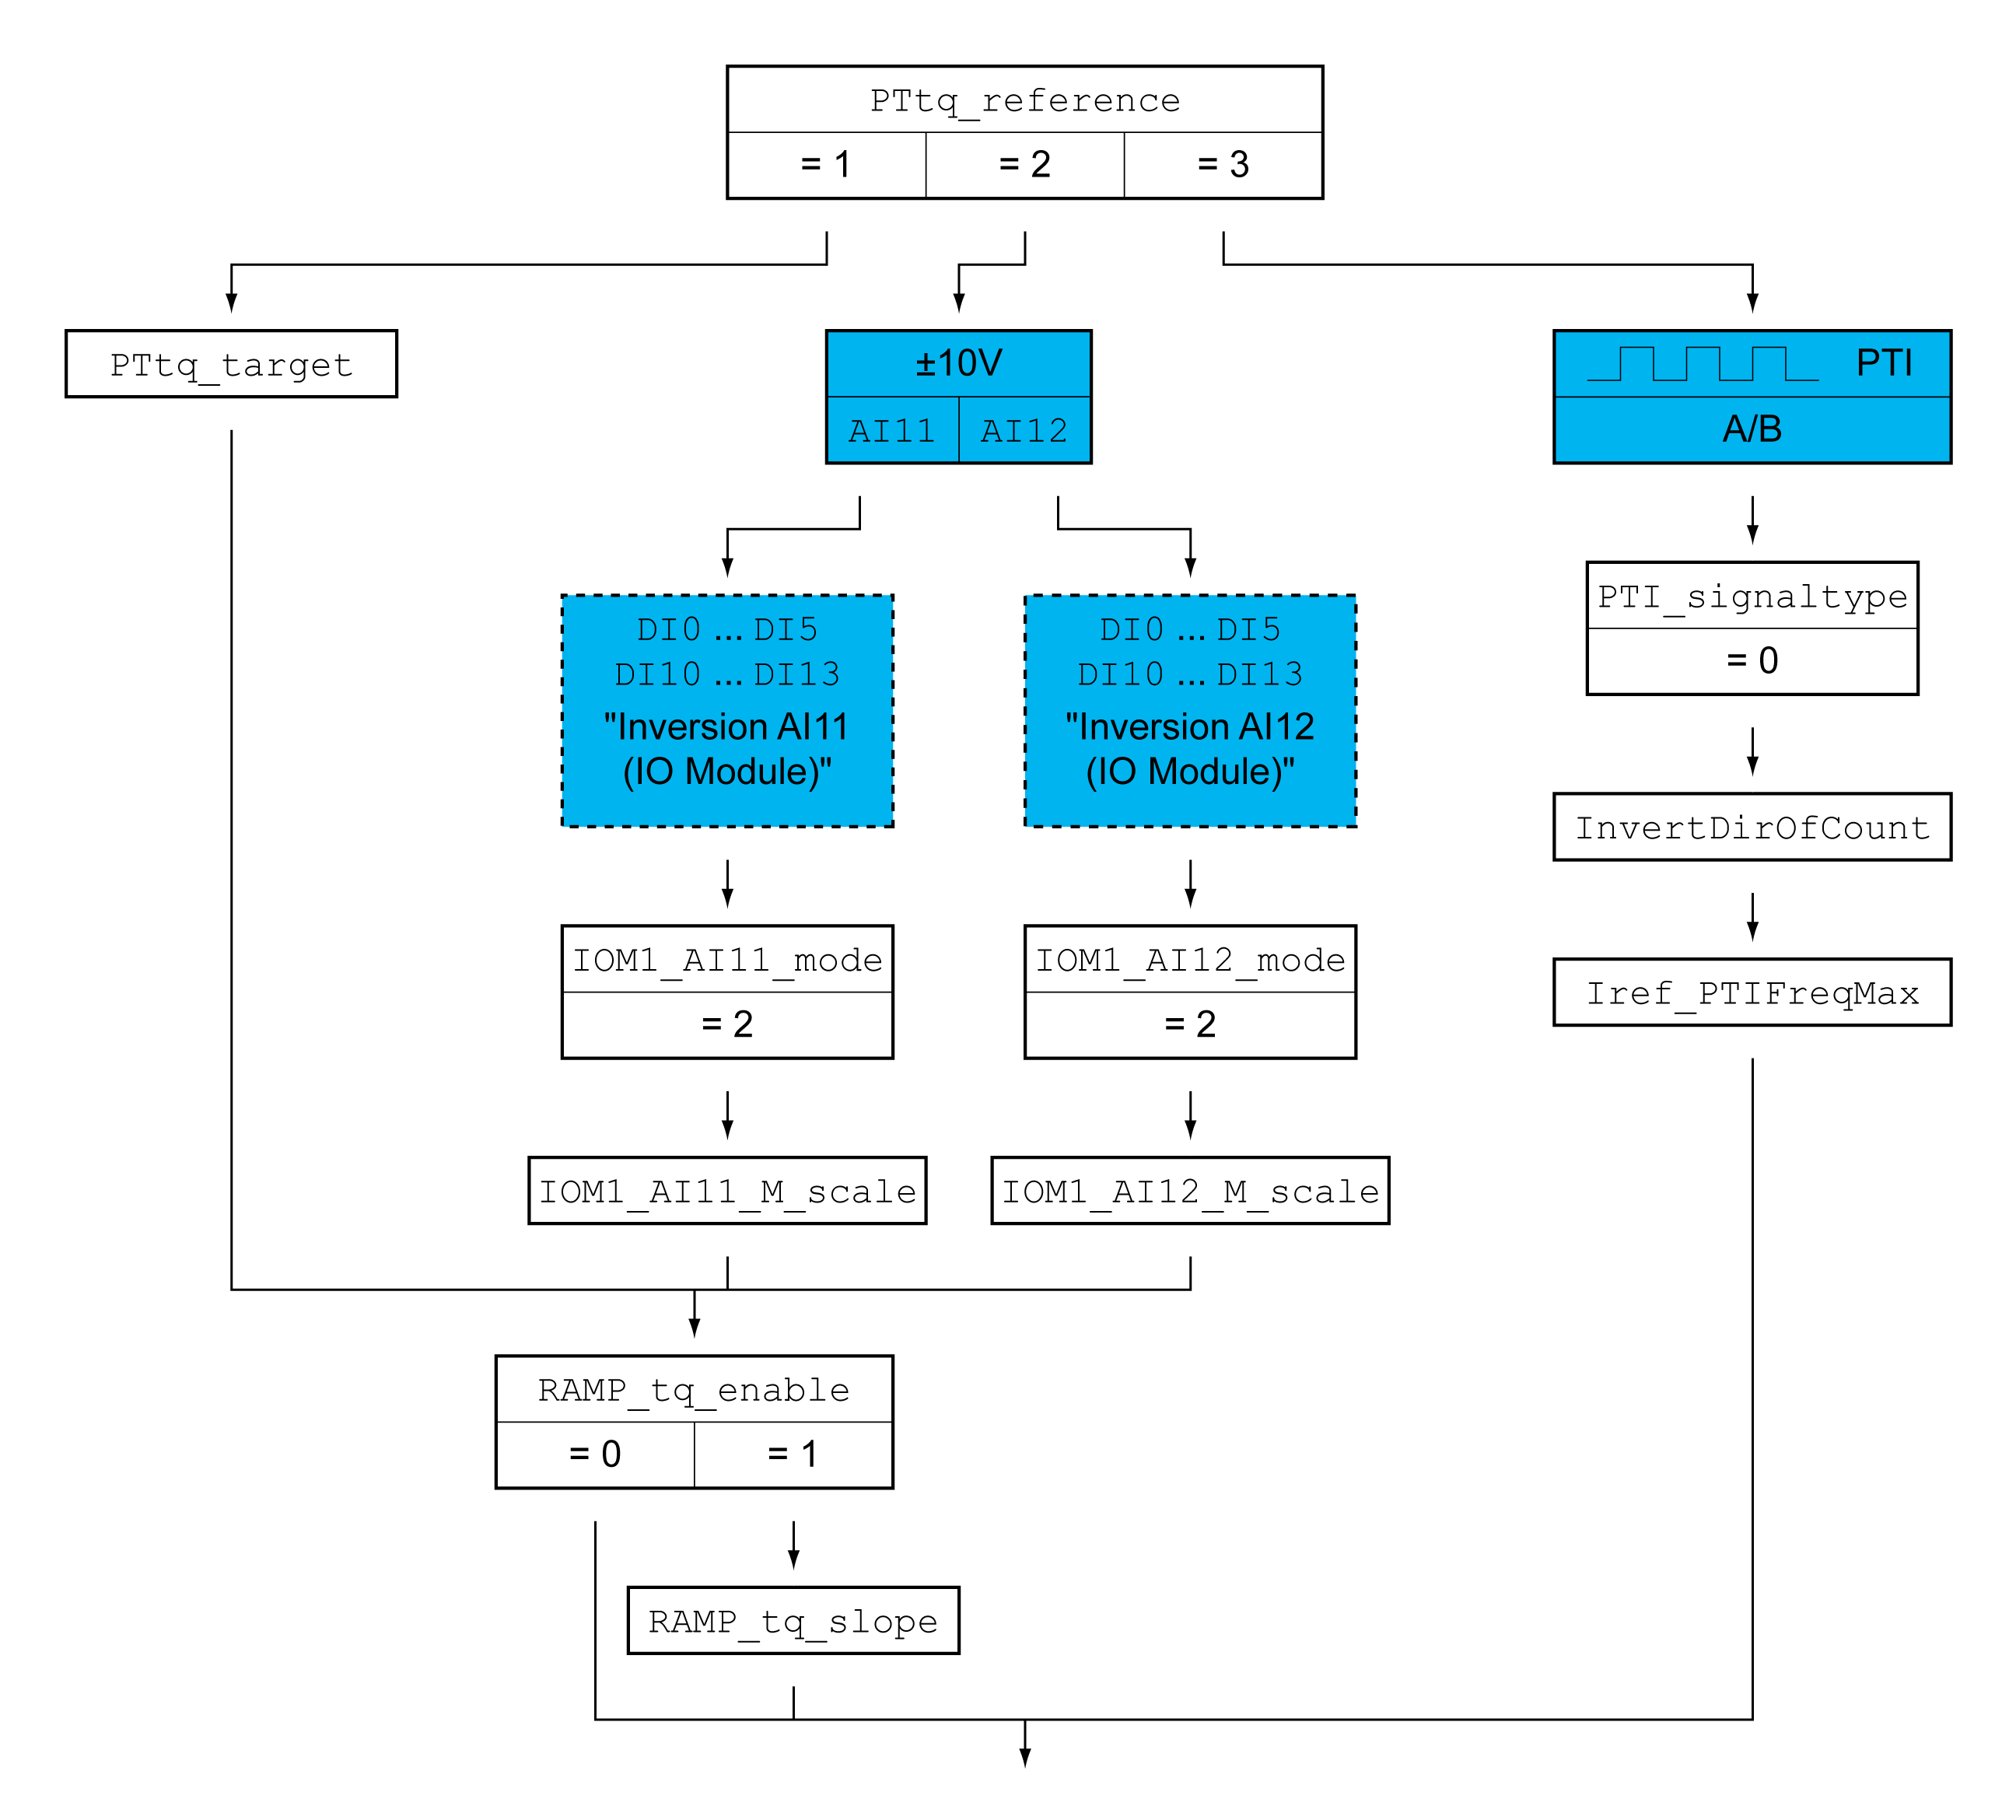 PTtq_reference
= 1
= 2
= 3
PTtq_target
±10V
AI11
AI12
PTI
A/B
DI0 ... DI5
DI10 ... DI13
"Inversion AI11
(IO Module)"
DI0 ... DI5
DI10 ... DI13
"Inversion AI12
(IO Module)"
PTI_signaltype
= 0
InvertDirOfCount
IOM1_AI11_mode
= 2
IOM1_AI12_mode
= 2
Iref_PTIFreqMax
IOM1_AI11_M_scale
IOM1_AI12_M_scale
RAMP_tq_enable
= 0
= 1
RAMP_tq_slope